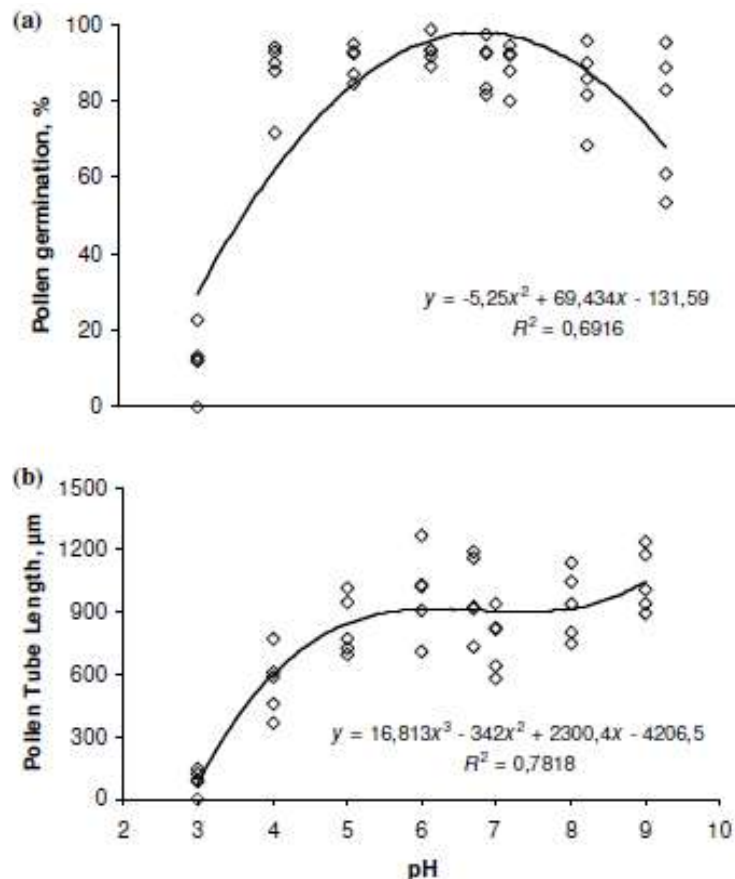 (a)
Pollen germination, %
100
80
60
40
20
0
y = -5,25x² + 69,434x - 131,59
R² = 0,6916
(b)
Pollen Tube Length, µm
1500
1200
900
600
300
0
y = 16,813x³ - 342x² + 2300,4x - 4206,5
R² = 0,7818
2 3 4 5 6 7 8 9 10
pH